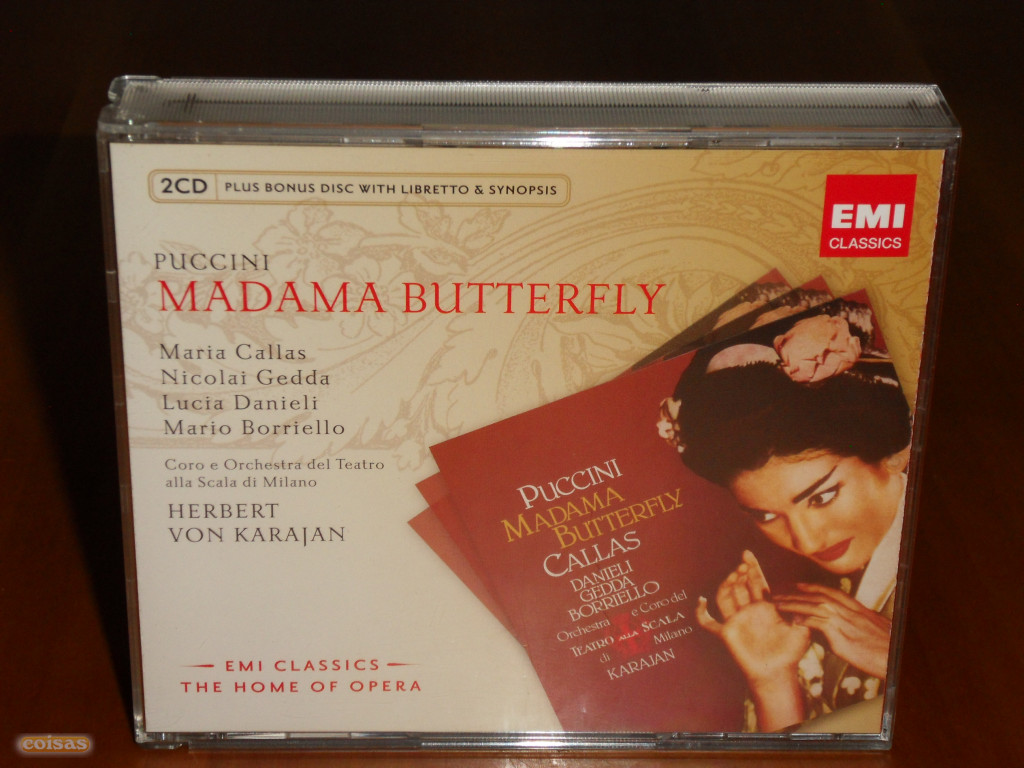 2CD PLUS BONUS DISC WITH LIBRETTO & SYNOPSIS
EMI
CLASSICS
PUCCINI
MADAMA BUTTERFLY
Maria Callas
Nicolai Gedda
Lucia Danieli
Mario Borriello
Coro e Orchestra del Teatro
alla Scala di Milano
HERBERT
VON KARAJAN
EMI CLASSICS
THE HOME OF OPERA
PUCCINI
MADAMA
BUTTERFLY
CALLAS
DANIELI
GEDDA
BORRIELLO
Orchestra e Coro del
TEATRO ALLA SCALA
di Milano
KARAJAN
coisas